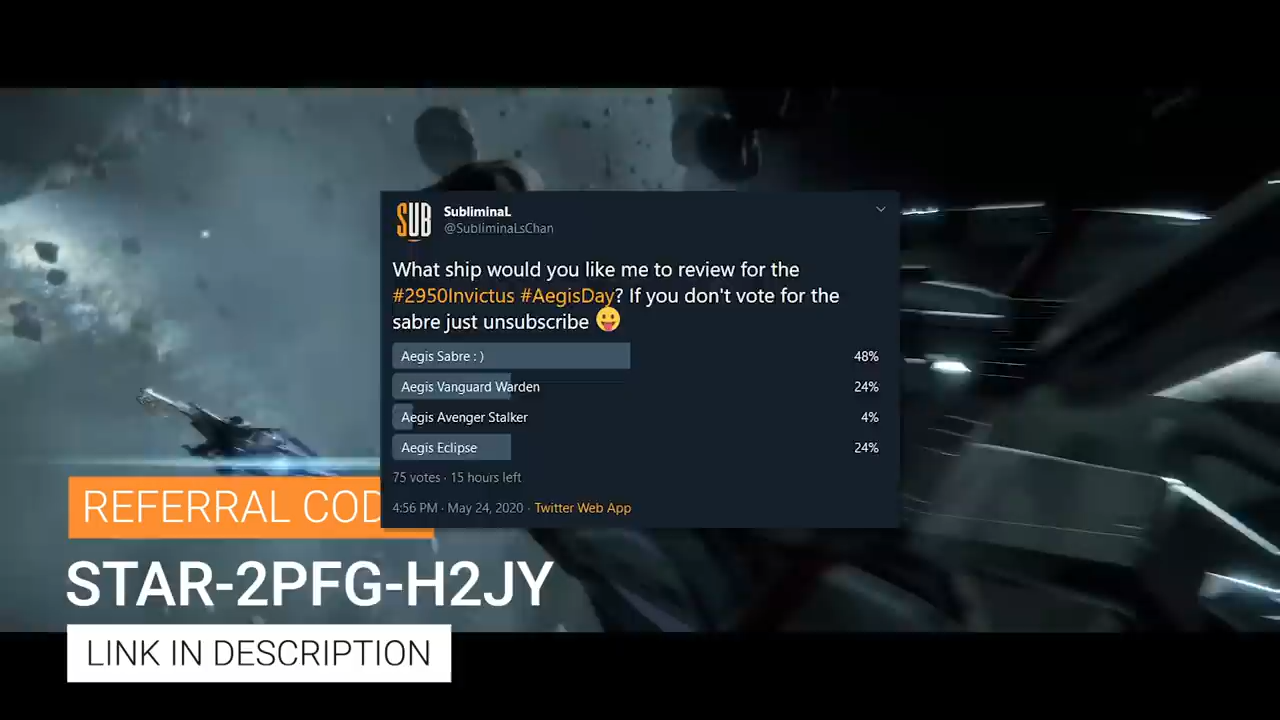 SUB
SubliminaL
@SubliminaLsChan
What ship would you like me to review for the
#2950Invictus #AegisDay? If you don't vote for the
sabre just unsubscribe 😛
Aegis Sabre : ) 48%
Aegis Vanguard Warden 24%
Aegis Avenger Stalker 4%
Aegis Eclipse 24%
75 votes · 15 hours left
4:56 PM · May 24, 2020 · Twitter Web App
REFERRAL COD
STAR-2PFG-H2JY
LINK IN DESCRIPTION